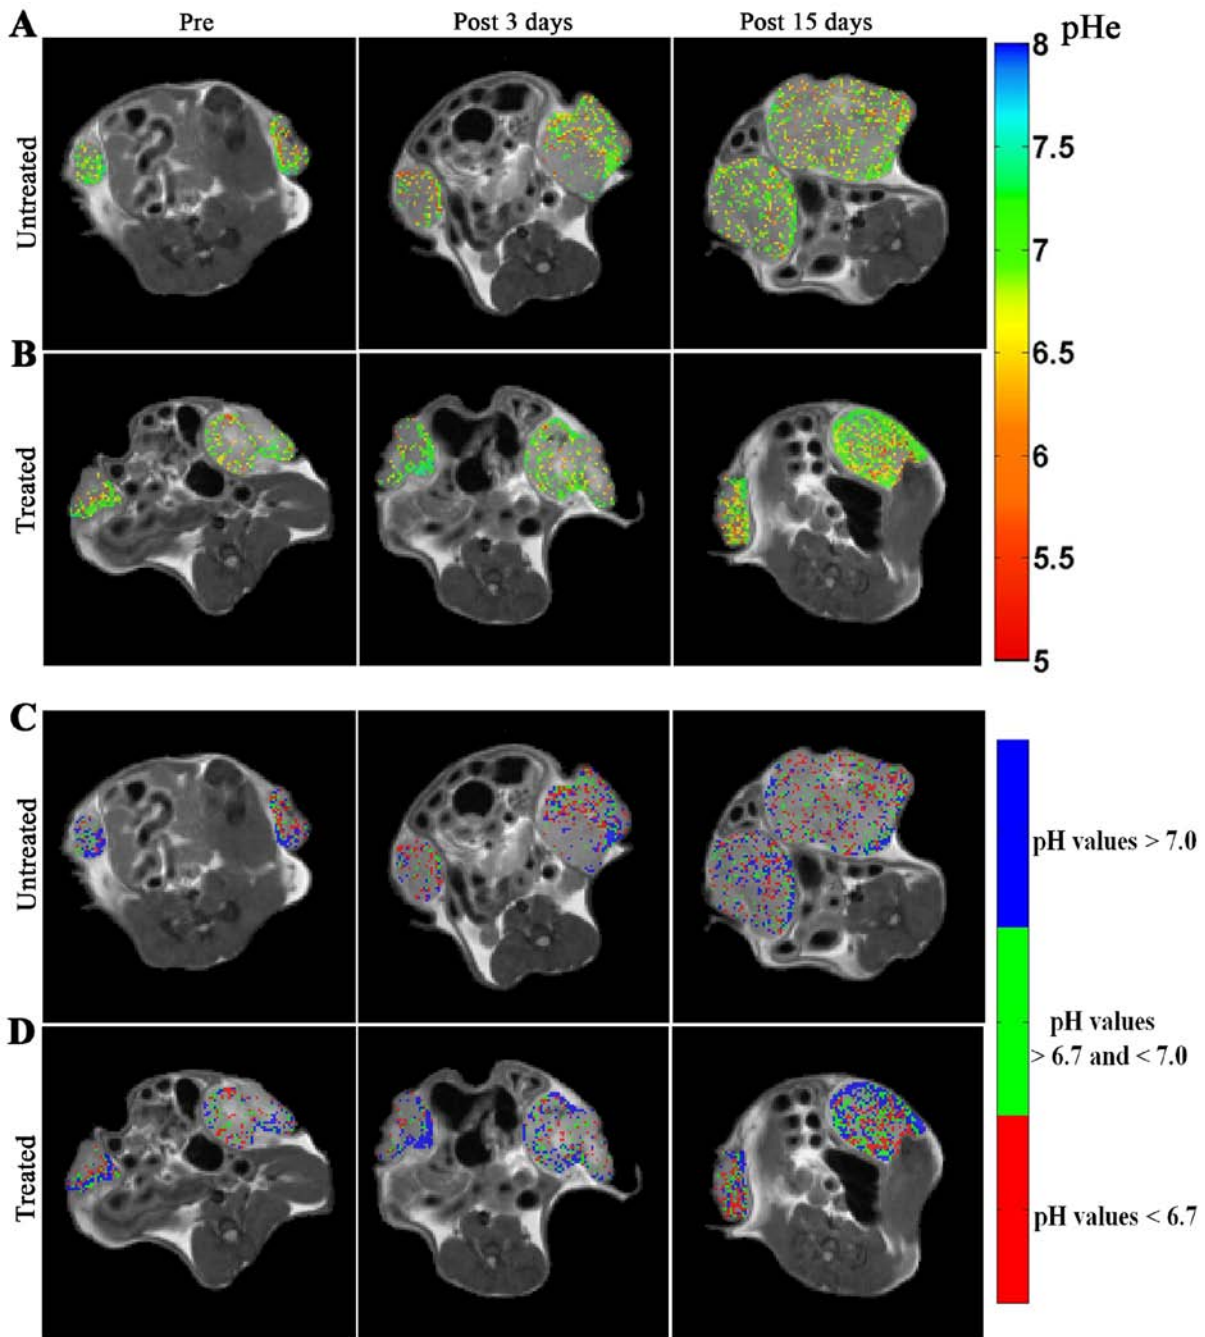 A
Pre
Post 3 days
Post 15 days
pHe
Untreated
8
7.5
7
6.5
6
5.5
5
B
Treated
C
Untreated
pH values > 7.0
pH values
> 6.7 and < 7.0
pH values < 6.7
D
Treated